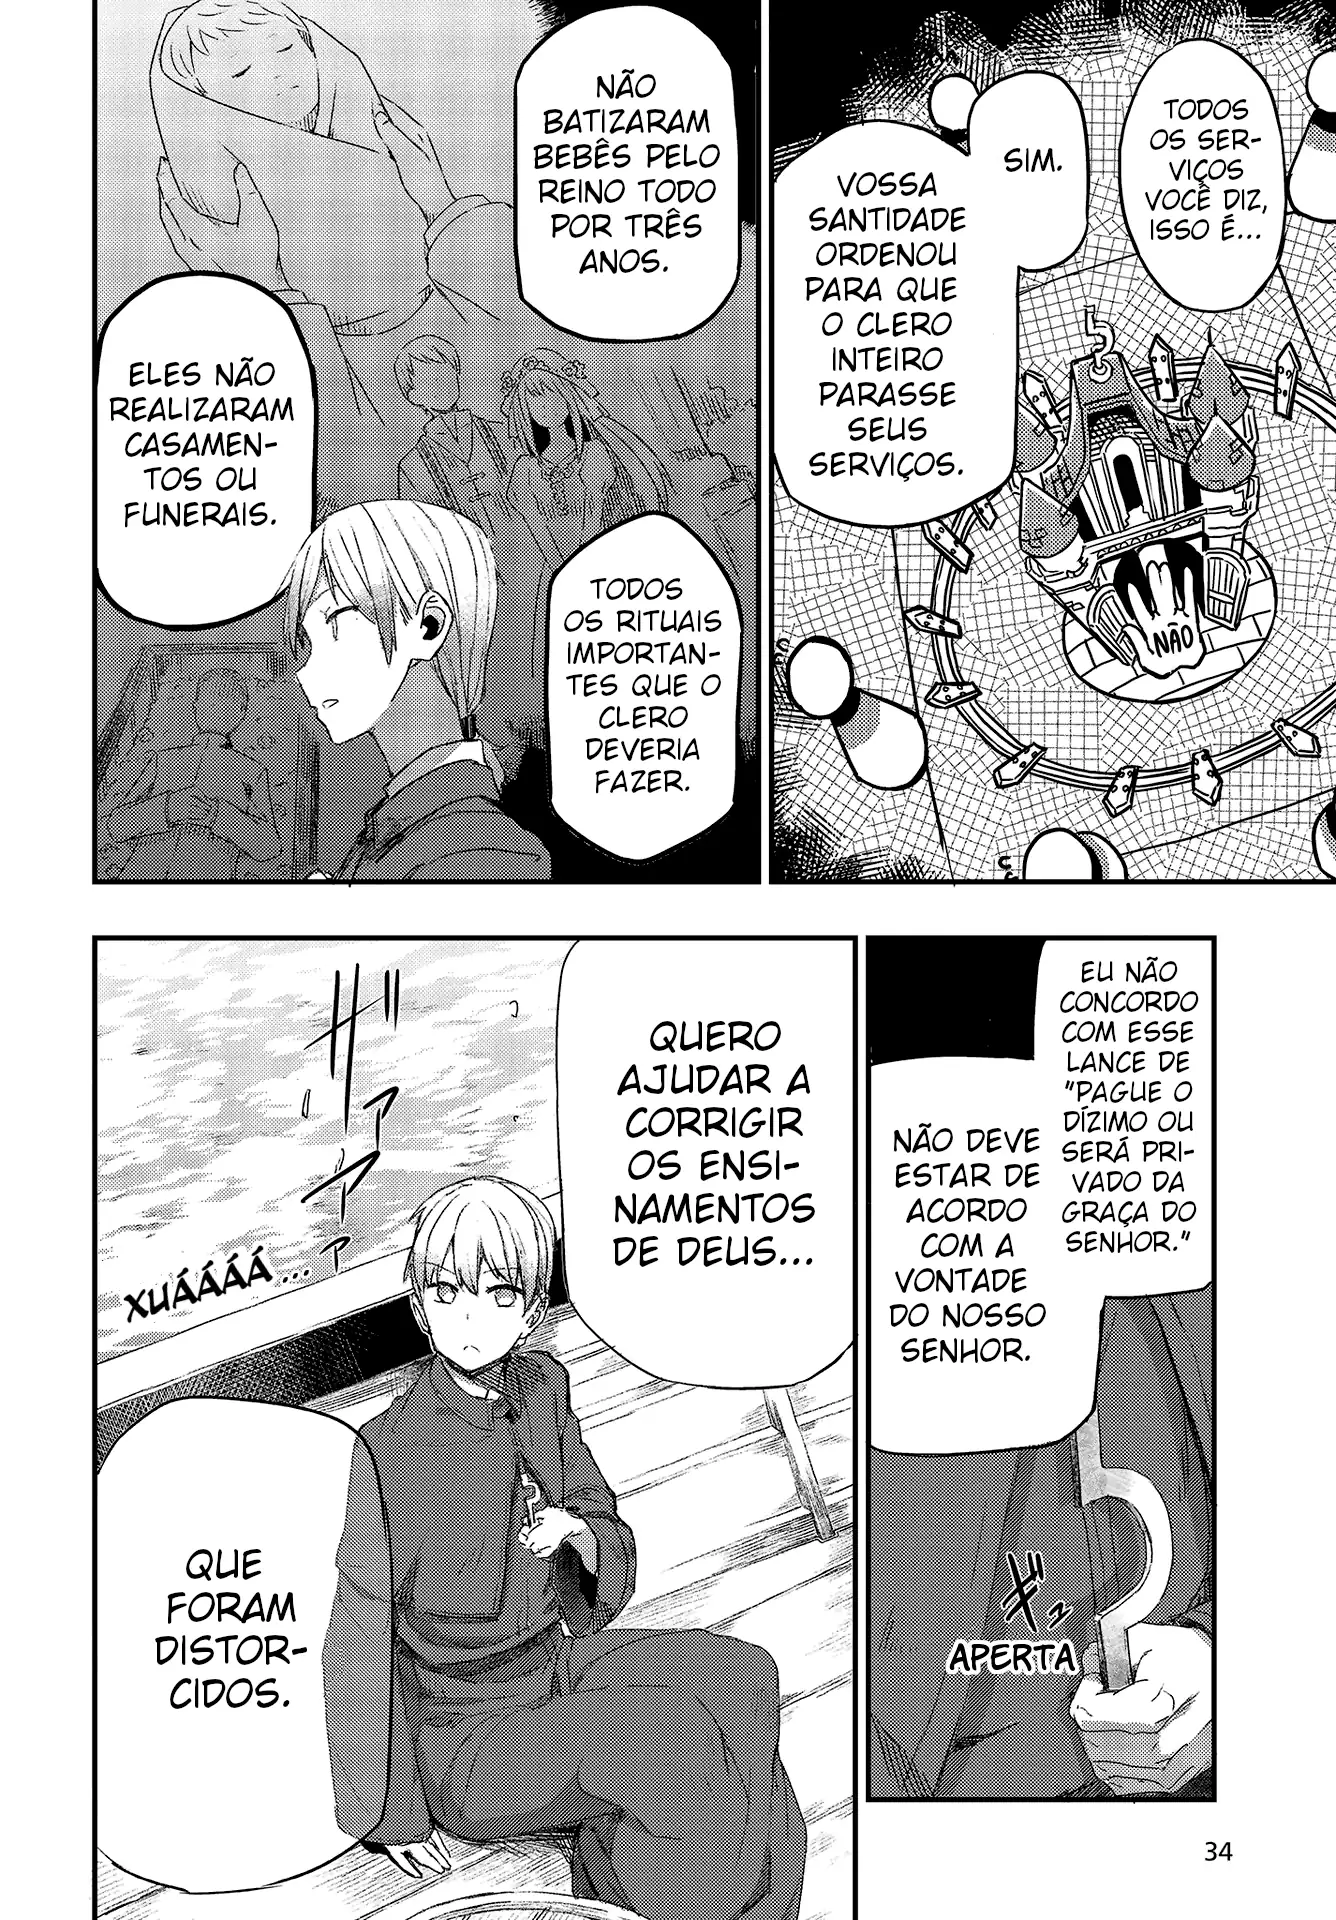 TODOS
OS SER-
VIÇOS
VOCÊ DIZ,
ISSO É...
SIM.
VOSSA
SANTIDADE
ORDENOU
PARA QUE
O CLERO
INTEIRO
PARASSE
SEUS
SERVIÇOS.
NÃO
NÃO
BATIZARAM
BEBÊS PELO
REINO TODO
POR TRÊS
ANOS.
ELES NÃO
REALIZARAM
CASAMEN-
TOS OU
FUNERAIS.
TODOS
OS RITUAIS
IMPORTAN-
TES QUE O
CLERO
DEVERIA
FAZER.
EU NÃO
CONCORDO
COM ESSE
LANCE DE
"PAGUE O
DÍZIMO OU
SERÁ PRI-
VADO DA
GRAÇA DO
SENHOR."
NÃO DEVE
ESTAR DE
ACORDO
COM A
VONTADE
DO NOSSO
SENHOR.
ギュ
APERTA
QUERO
AJUDAR A
CORRIGIR
OS ENSI-
NAMENTOS
DE DEUS...
XUÁÁÁÁ...
QUE
FORAM
DISTOR-
CIDOS.
34